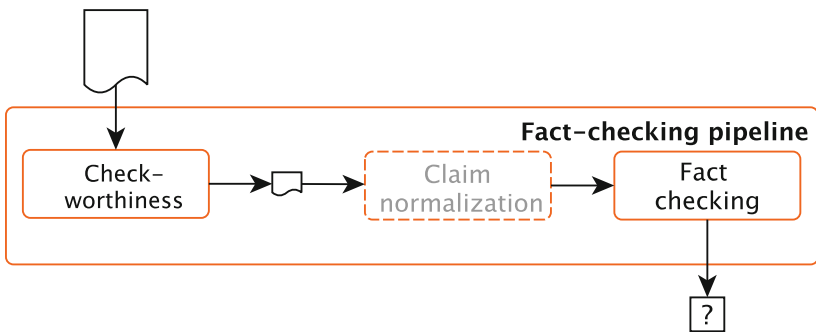 Fact-checking pipeline
Check-
worthiness
Claim
normalization
Fact
checking
?